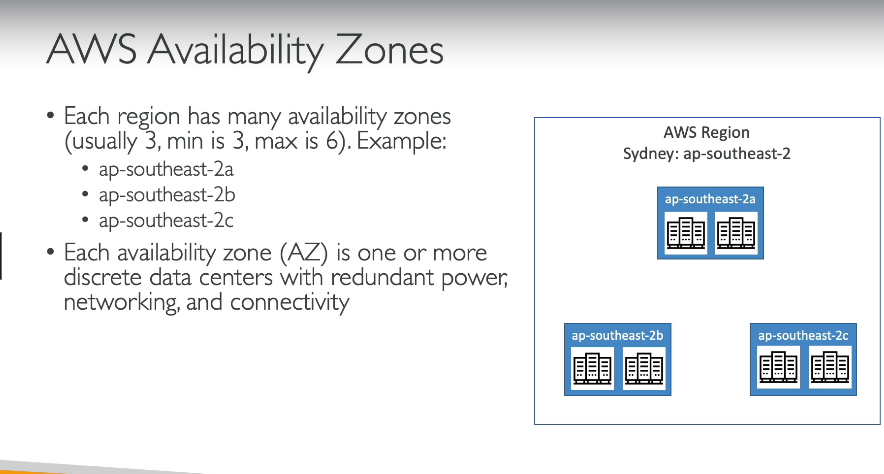 AWS Availability Zones
• Each region has many availability zones
(usually 3, min is 3, max is 6). Example:
• ap-southeast-2a
• ap-southeast-2b
• ap-southeast-2c
• Each availability zone (AZ) is one or more
discrete data centers with redundant power,
networking, and connectivity
AWS Region
Sydney: ap-southeast-2
ap-southeast-2a
ap-southeast-2b
ap-southeast-2c